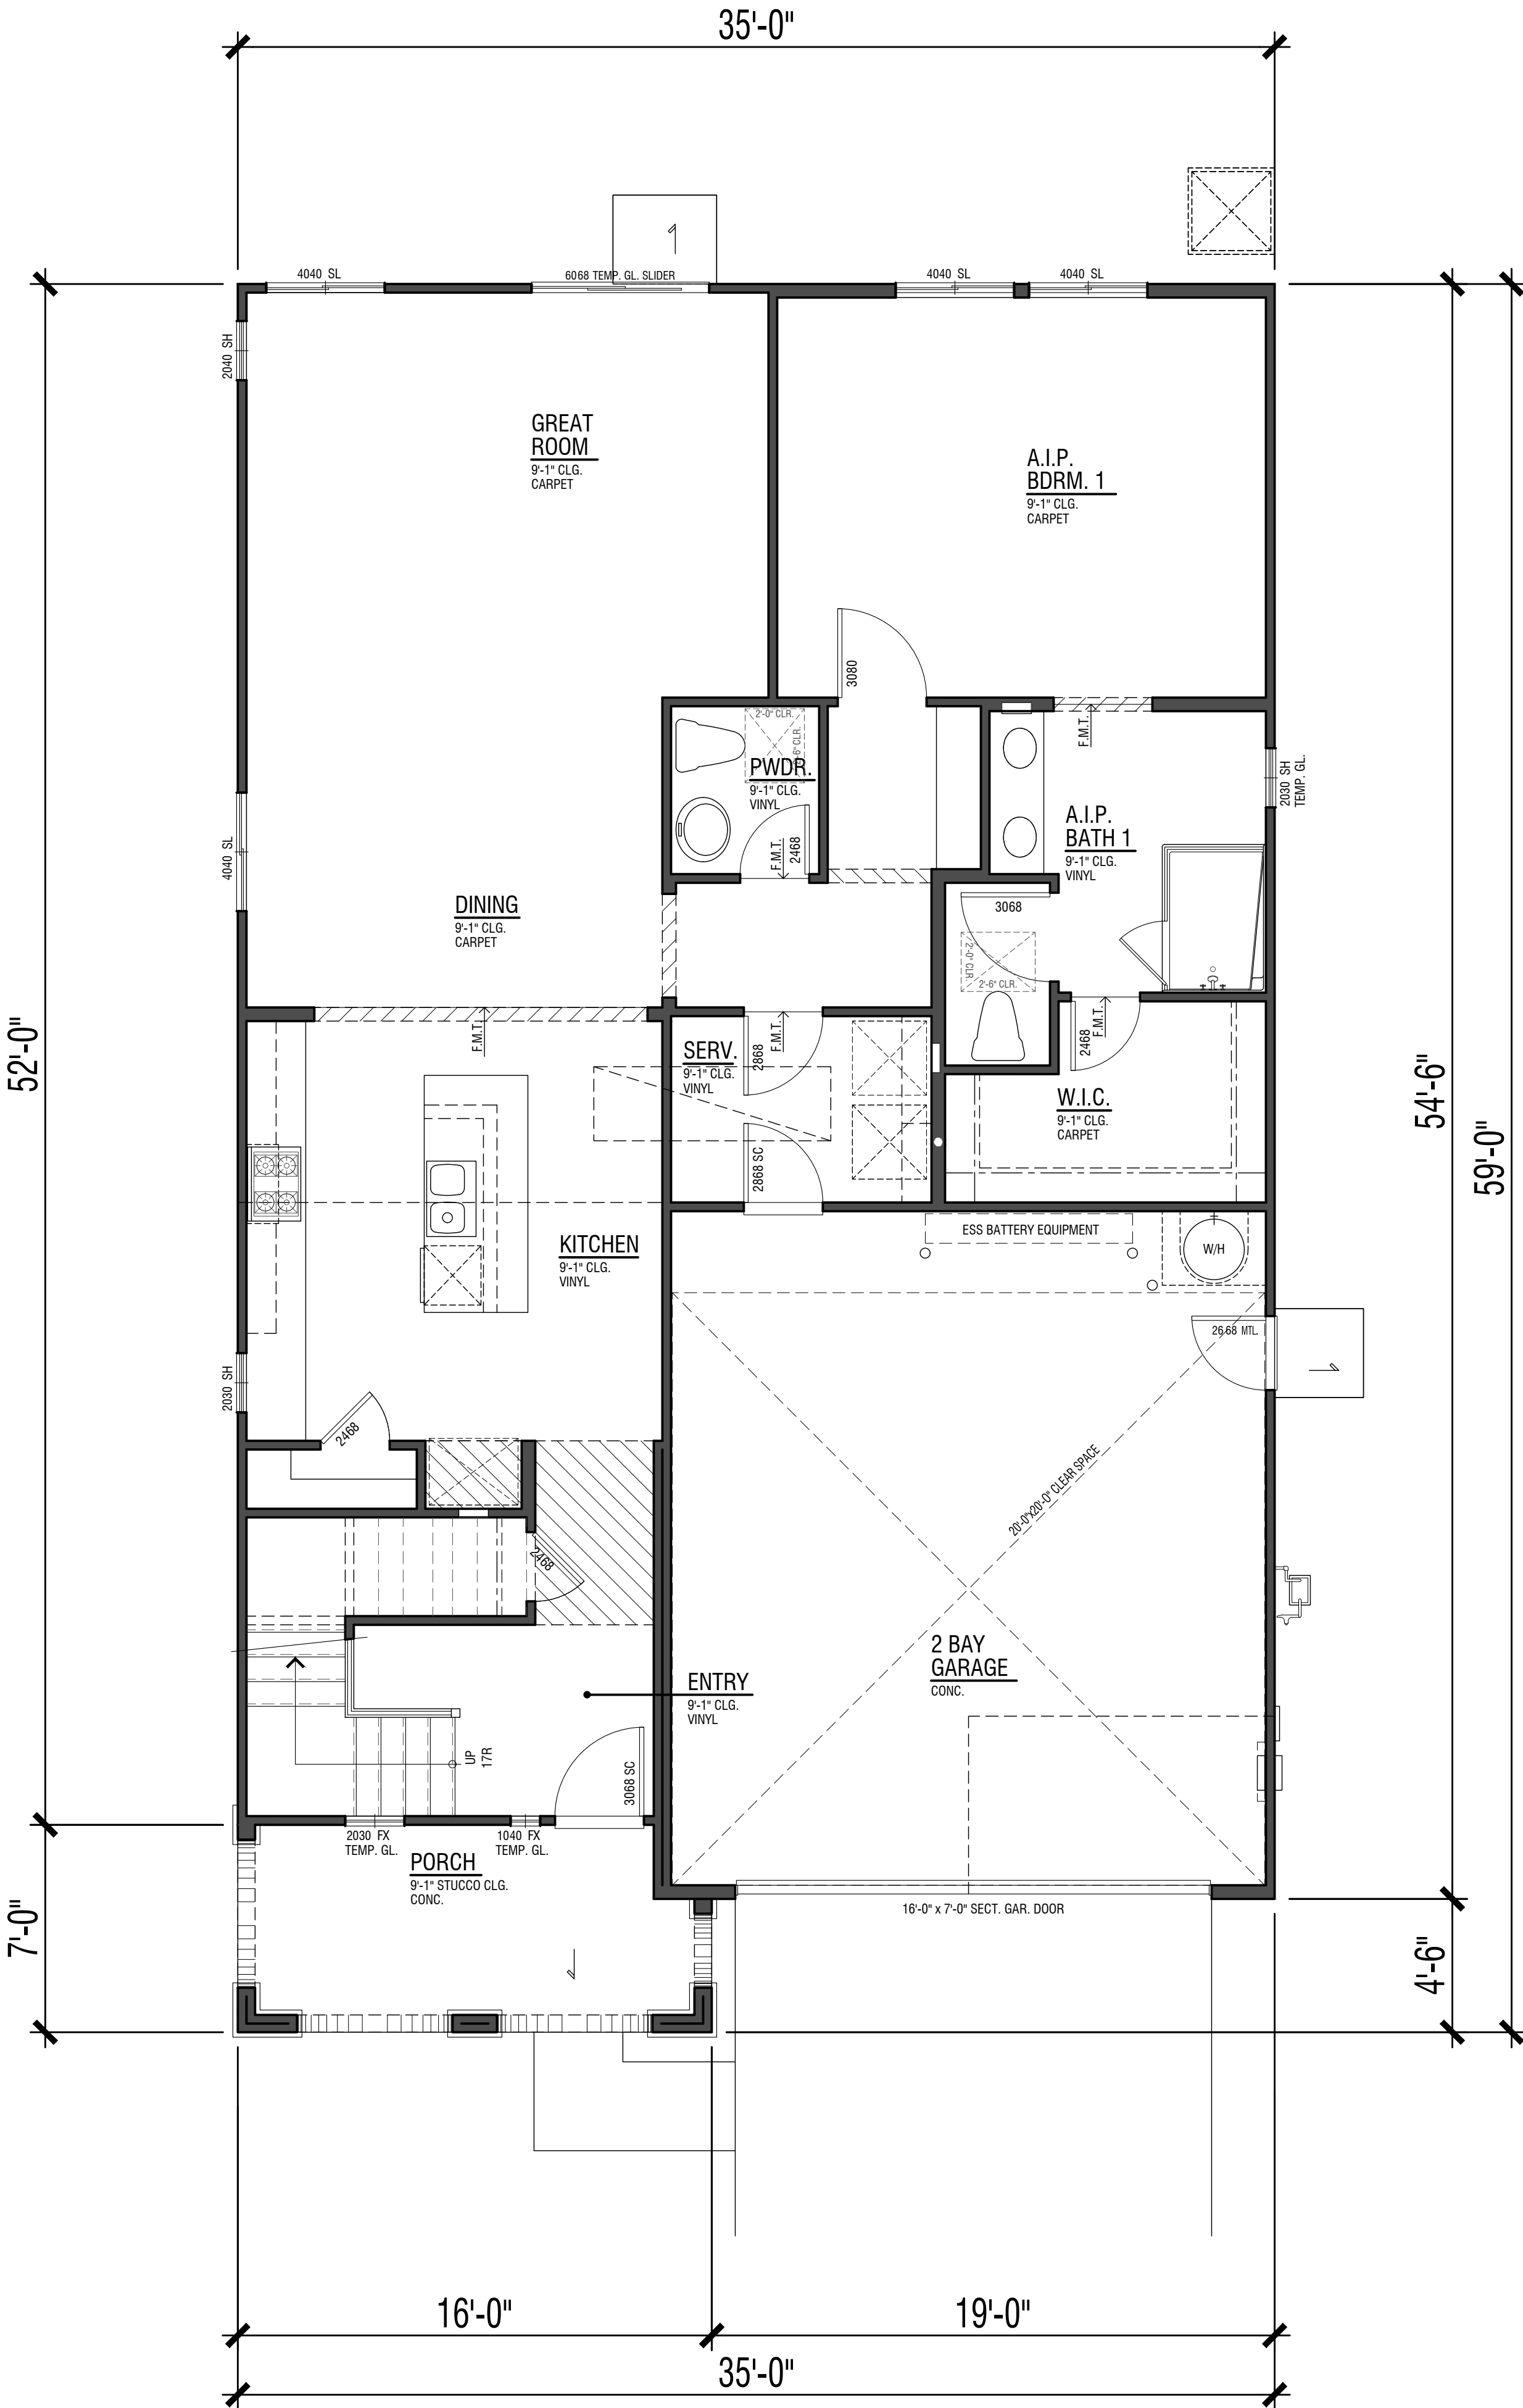 35'-0"
4040 SL
6068 TEMP. GL. SLIDER
4040 SL
4040 SL
2040 SH
GREAT
ROOM
9'-1" CLG.
CARPET
A.I.P.
BDRM. 1
9'-1" CLG.
CARPET
3080
2'-0" CLR.
PWDR.
9'-1" CLG.
VINYL
F.M.T.
2468
F.M.T.
2030 SH
TEMP. GL.
A.I.P.
BATH 1
9'-1" CLG.
VINYL
4040 SL
DINING
9'-1" CLG.
CARPET
3068
2'-0" CLR.
2'-6" CLR.
F.M.T.
F.M.T.
2868
2468
F.M.T.
52'-0"
54'-6"
59'-0"
SERV.
9'-1" CLG.
VINYL
W.I.C.
9'-1" CLG.
CARPET
2868 SC
KITCHEN
9'-1" CLG.
VINYL
ESS BATTERY EQUIPMENT
W/H
2668 MTL.
2030 SH
2468
20'-0"x20'-0" CLEAR SPACE
2468
2 BAY
GARAGE
CONC.
ENTRY
9'-1" CLG.
VINYL
UP
17R
3068 SC
2030 FX
TEMP. GL.
1040 FX
TEMP. GL.
PORCH
9'-1" STUCCO CLG.
CONC.
16'-0" x 7'-0" SECT. GAR. DOOR
7'-0"
4'-6"
16'-0"
19'-0"
35'-0"